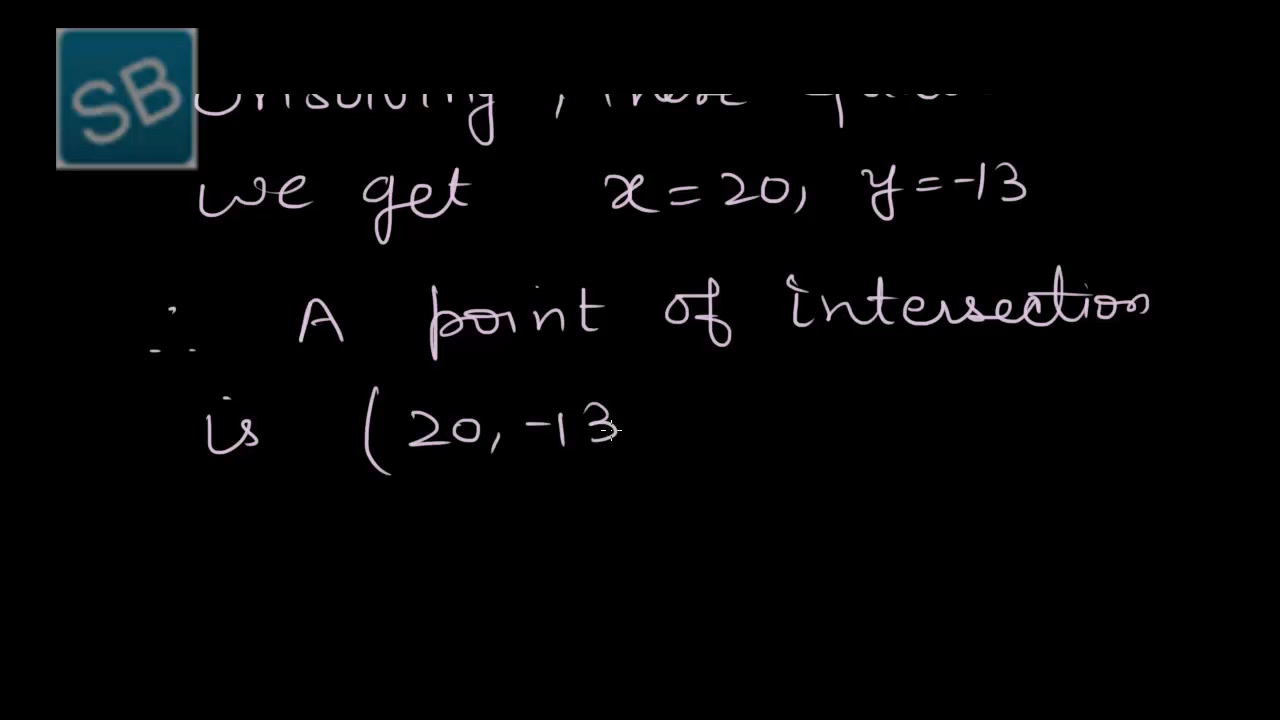 SB
we get x = 20, y = -13
∴ A point of intersection
is (20, -13